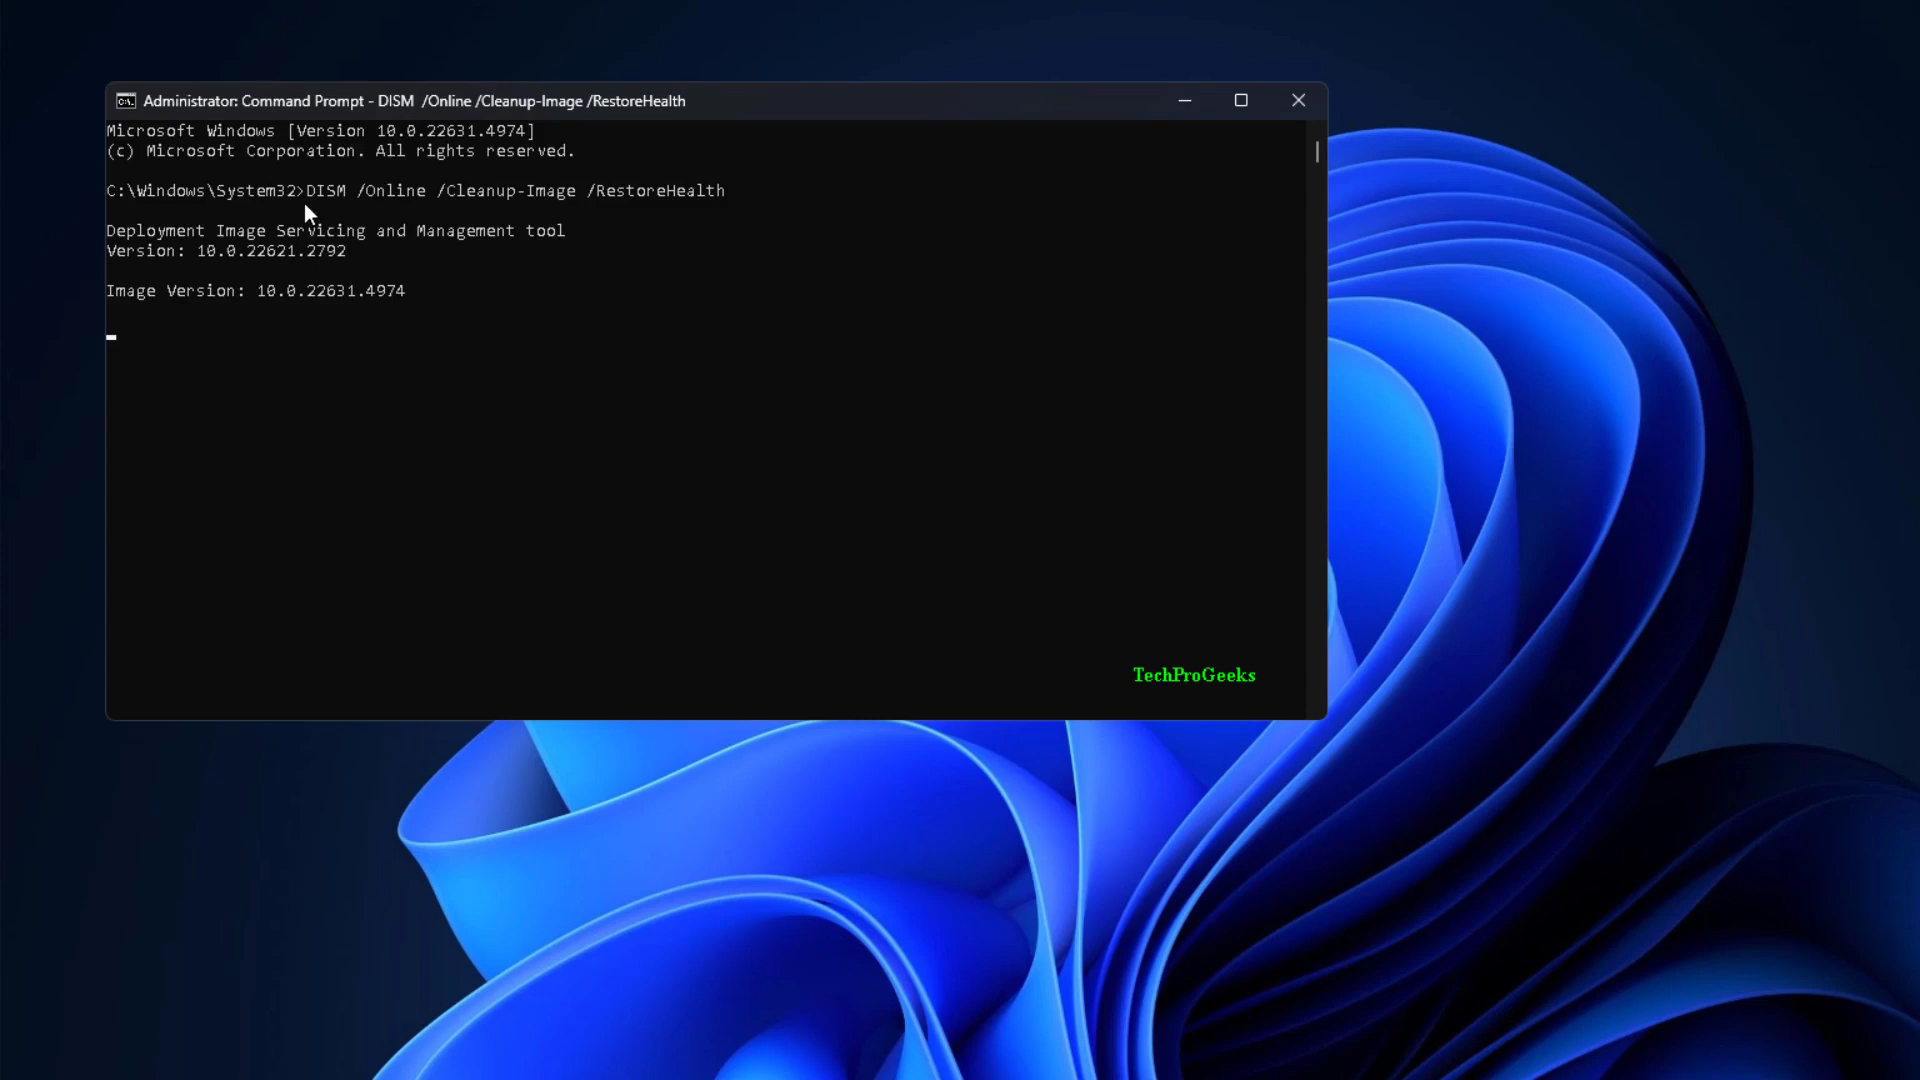 Administrator: Command Prompt - DISM  /Online /Cleanup-Image /RestoreHealth
Microsoft Windows [Version 10.0.22631.4974]
(c) Microsoft Corporation. All rights reserved.
C:\Windows\System32>DISM /Online /Cleanup-Image /RestoreHealth
Deployment Image Servicing and Management tool
Version: 10.0.22621.2792
Image Version: 10.0.22631.4974
TechProGeeks